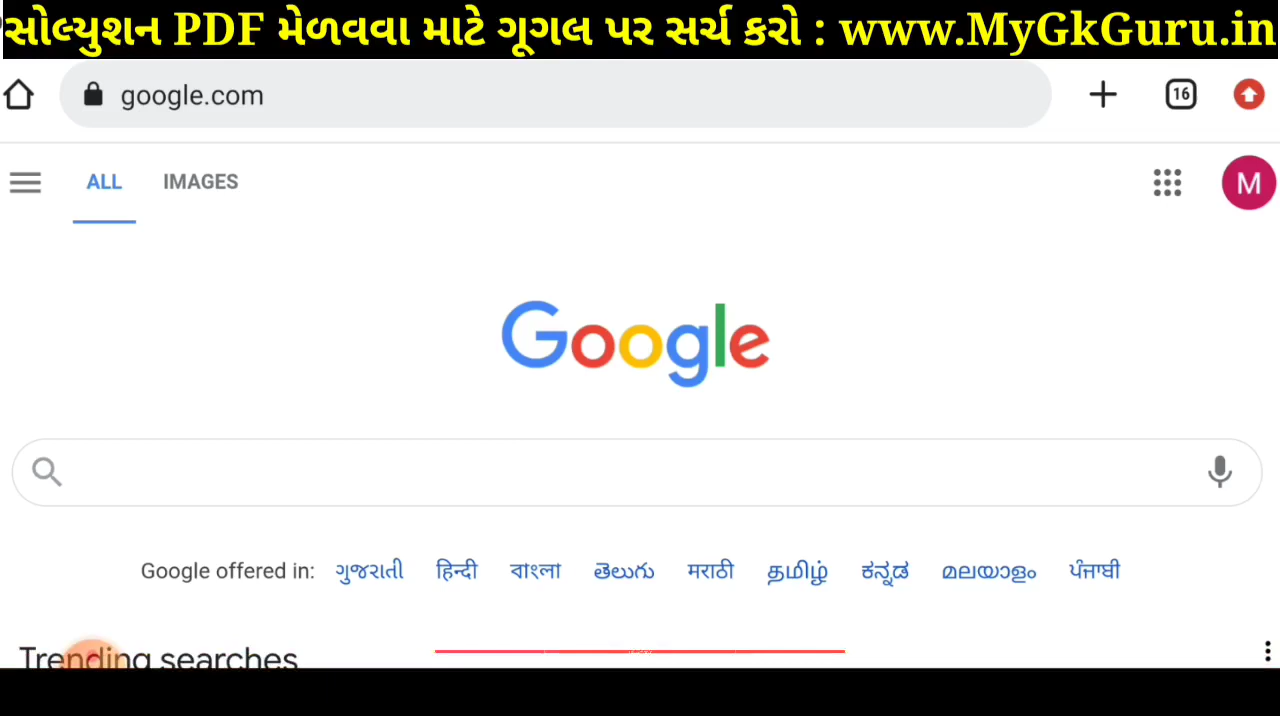 સોલ્યુશન PDF મેળવવા માટે ગૂગલ પર સર્ચ કરો : www.MyGkGuru.in
google.com
16
ALL IMAGES
M
Google
Google offered in: ગુજરાતી हिन्दी বাংলা తెలుగు मराठी தமிழ் ಕನ್ನಡ മലയാളം ਪੰਜਾਬੀ
Trending searches